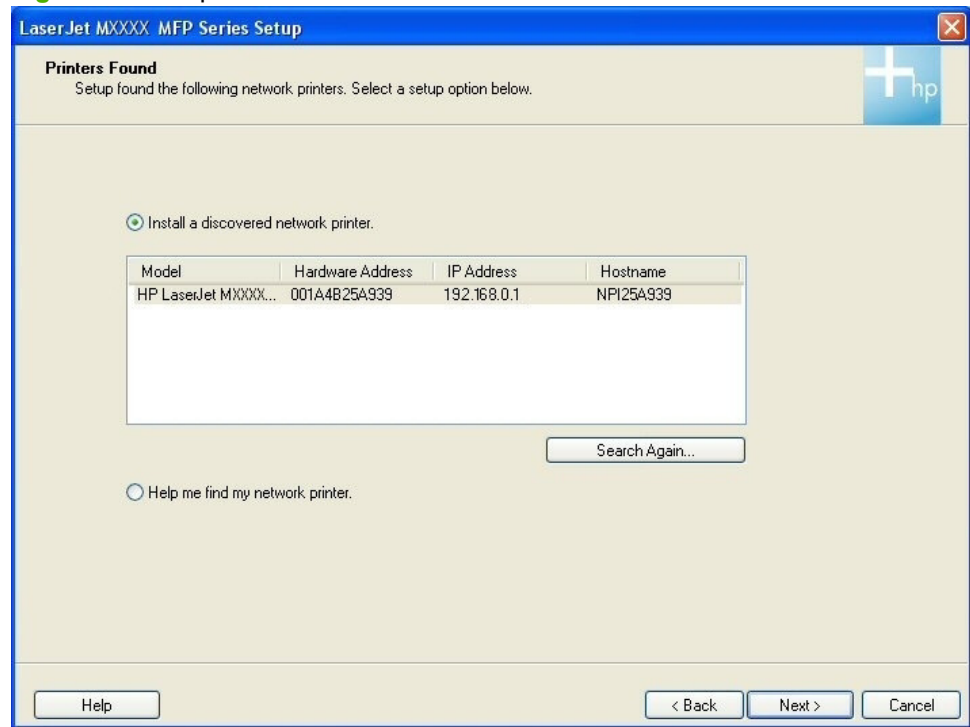 LaserJet MXXXX MFP Series Setup
Printers Found
Setup found the following network printers. Select a setup option below.
hp
Install a discovered network printer.
Model Hardware Address IP Address Hostname
HP LaserJet MXXXX... 001A4B25A939 192.168.0.1 NPI25A939
Search Again...
Help me find my network printer.
Help < Back Next > Cancel